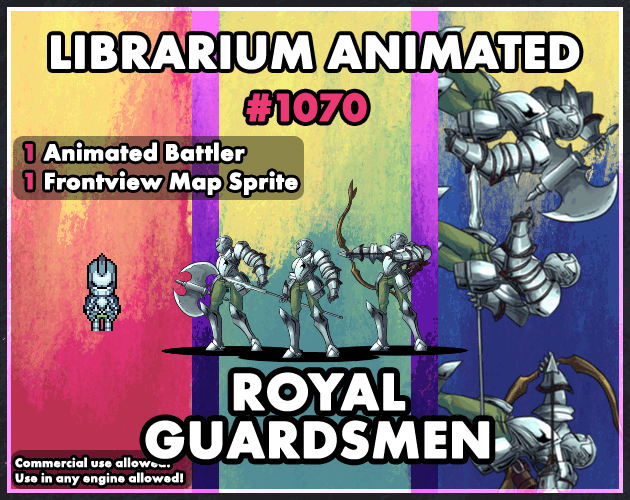 LIBRARIUM ANIMATED
#1070
1 Animated Battler
1 Frontview Map Sprite
ROYAL
GUARDSMEN
Commercial use allowed!
Use in any engine allowed!